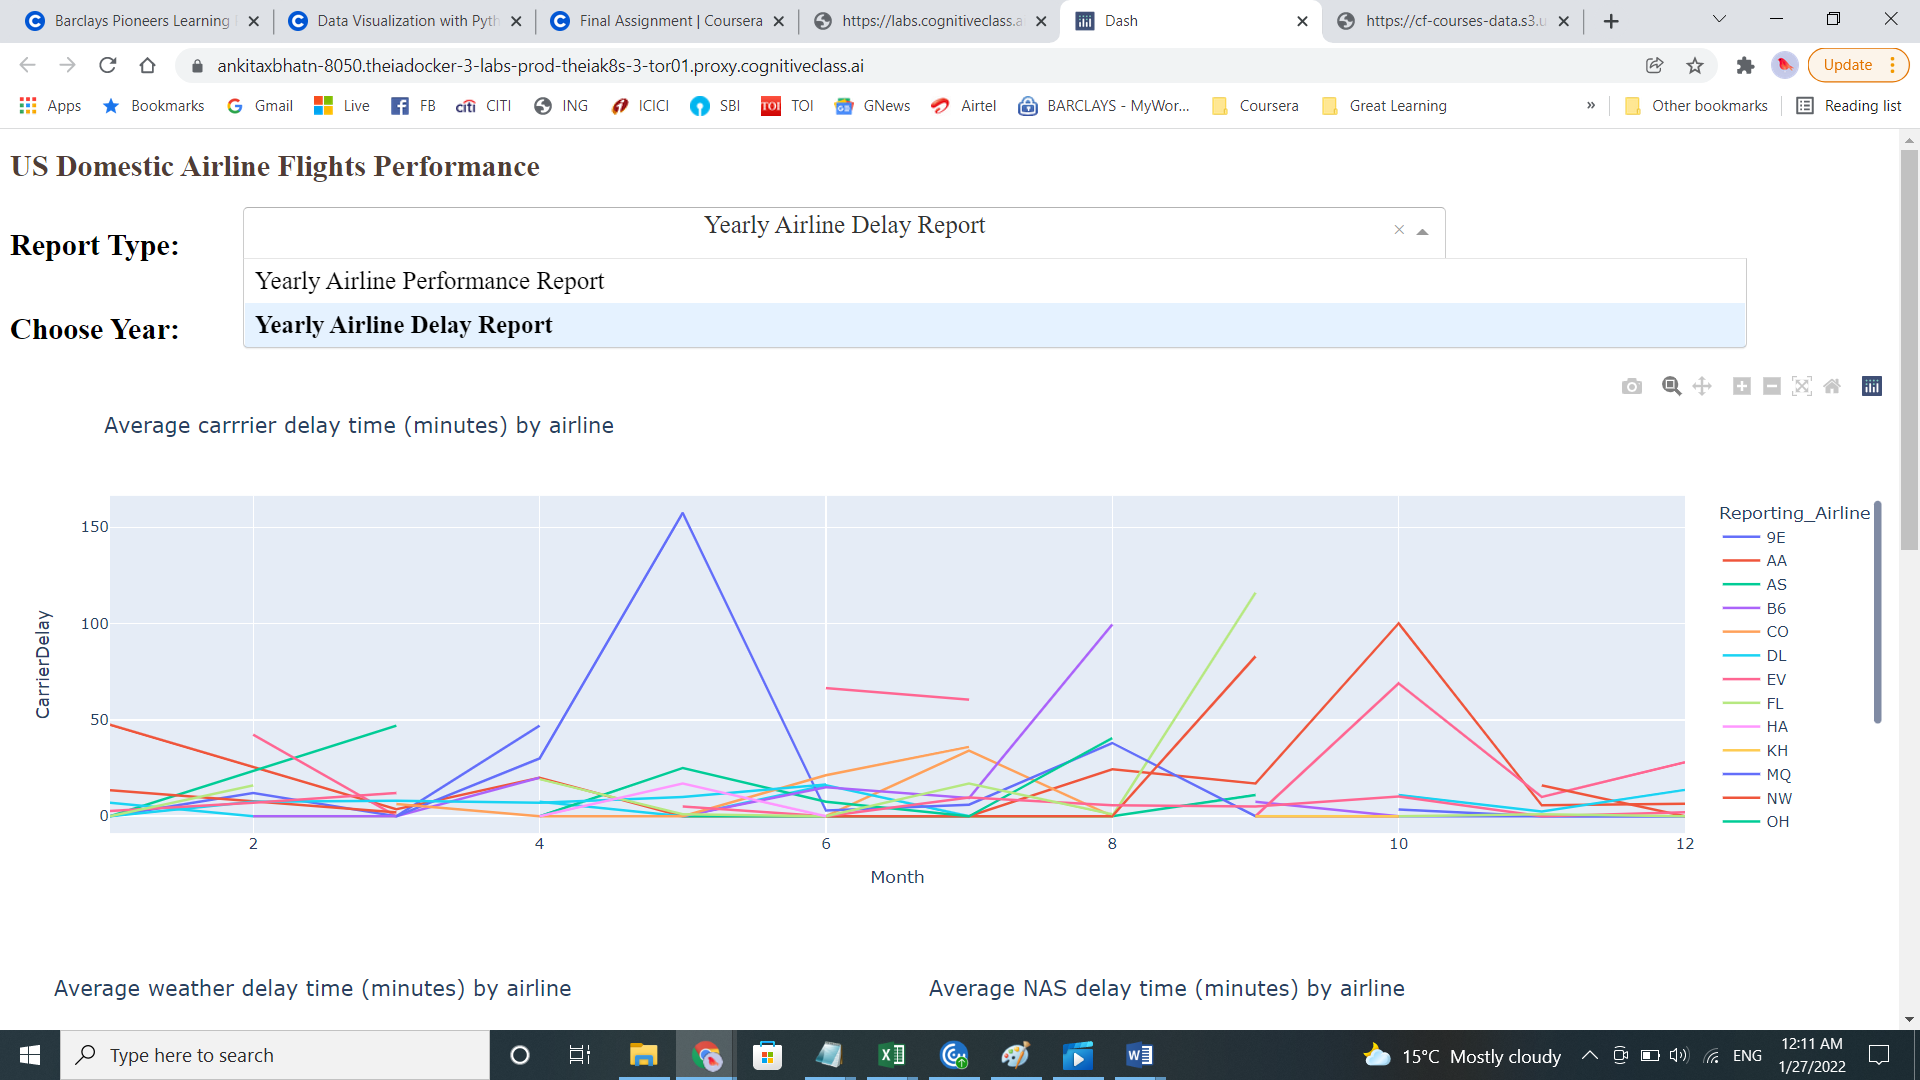 Barclays Pioneers Learning
Data Visualization with Pyth
Final Assignment | Coursera
https://labs.cognitiveclass.a
Dash
https://cf-courses-data.s3.u
ankitaxbhatn-8050.theiadocker-3-labs-prod-theiak8s-3-tor01.proxy.cognitiveclass.ai
Update
Apps Bookmarks Gmail Live FB citi CITI ING ICICI SBI TOI TOI GNews Airtel BARCLAYS - MyWor... Coursera Great Learning » Other bookmarks Reading list
US Domestic Airline Flights Performance
Report Type:
Yearly Airline Delay Report
Yearly Airline Performance Report
Yearly Airline Delay Report
Choose Year:
Average carrrier delay time (minutes) by airline
CarrierDelay
150
100
50
0
2 4 6 8 10 12
Month
Reporting_Airline
9E
AA
AS
B6
CO
DL
EV
FL
HA
KH
MQ
NW
OH
Average weather delay time (minutes) by airline
Average NAS delay time (minutes) by airline
Type here to search
15°C Mostly cloudy
ENG
12:11 AM
1/27/2022